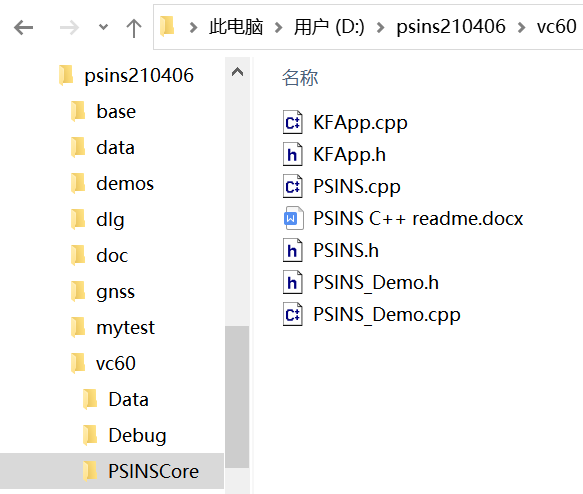 此电脑 用户 (D:) psins210406 vc60
psins210406
base
data
demos
dlg
doc
gnss
mytest
vc60
Data
Debug
PSINSCore
名称
KFApp.cpp
KFApp.h
PSINS.cpp
PSINS C++ readme.docx
PSINS.h
PSINS_Demo.h
PSINS_Demo.cpp